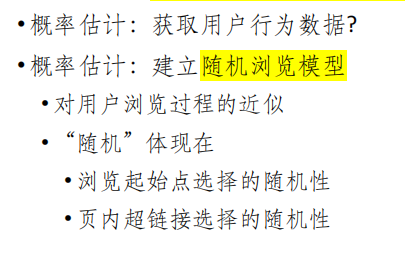 •概率估计：获取用户行为数据?
•概率估计：建立随机浏览模型
•对用户浏览过程的近似
•“随机”体现在
•浏览起始点选择的随机性
•页内超链接选择的随机性